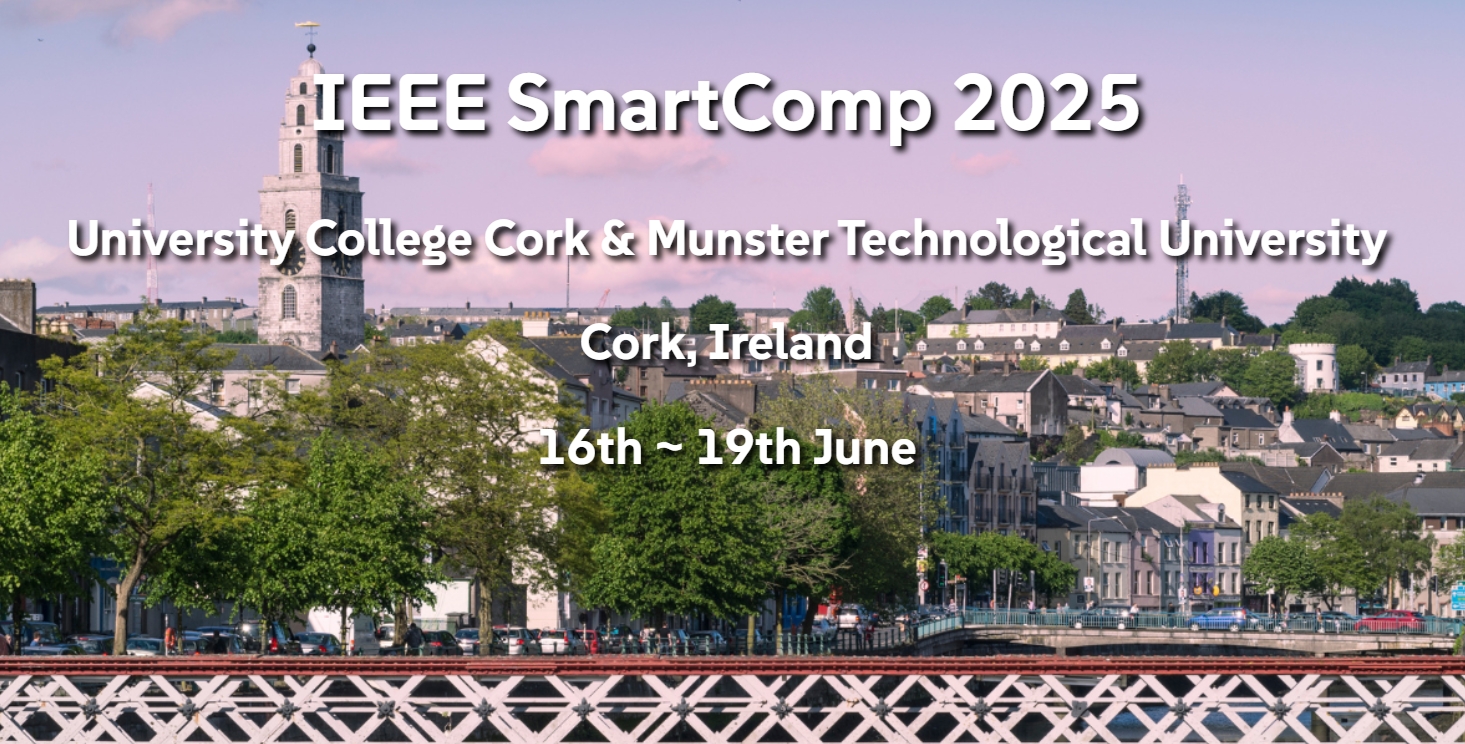 IEEE SmartComp 2025
University College Cork & Munster Technological University
Cork, Ireland
16th ~ 19th June